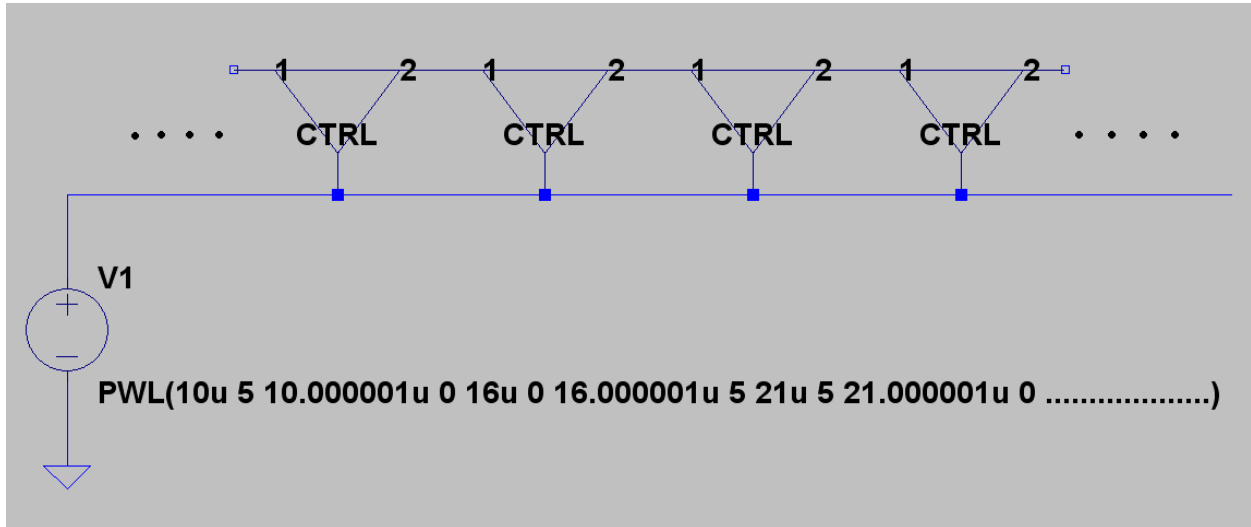 1 2 1 2 1 2 1 2
. . . . CTRL CTRL CTRL CTRL . . . .
V1
PWL(10u 5 10.000001u 0 16u 0 16.000001u 5 21u 5 21.000001u 0 ...................)